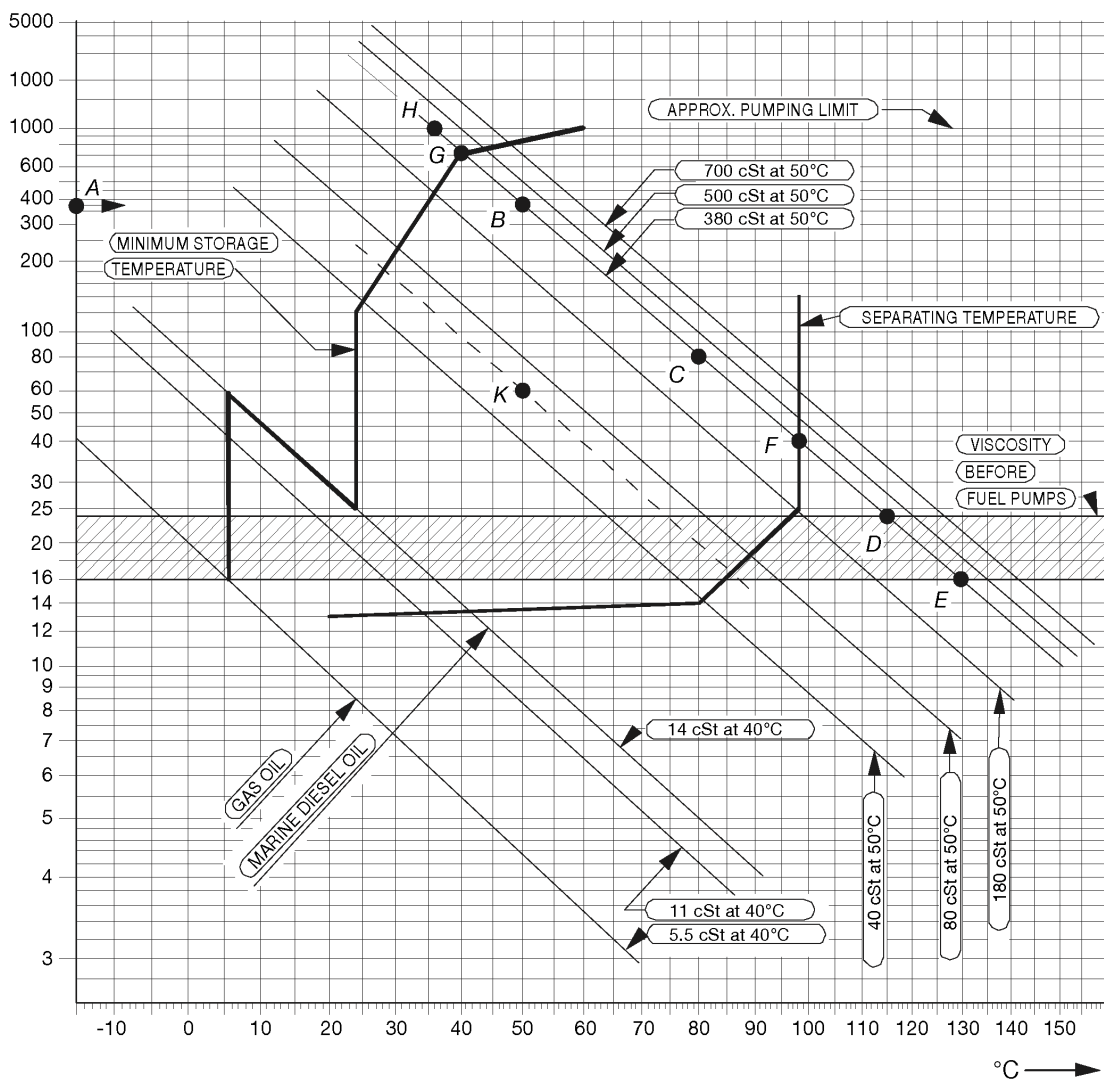 5000
1000
1000
600
400
300
200
100
80
60
50
40
30
25
20
16
14
12
10
9
8
7
6
5
4
3
A
H
G
B
C
K
F
D
E
APPROX. PUMPING LIMIT
700 cSt at 50°C
500 cSt at 50°C
380 cSt at 50°C
MINIMUM STORAGE
TEMPERATURE
SEPARATING TEMPERATURE
VISCOSITY
BEFORE
FUEL PUMPS
GAS OIL
MARINE DIESEL OIL
14 cSt at 40°C
11 cSt at 40°C
5.5 cSt at 40°C
40 cSt at 50°C
80 cSt at 50°C
180 cSt at 50°C
-10 0 10 20 30 40 50 60 70 80 90 100 110 120 130 140 150
°C